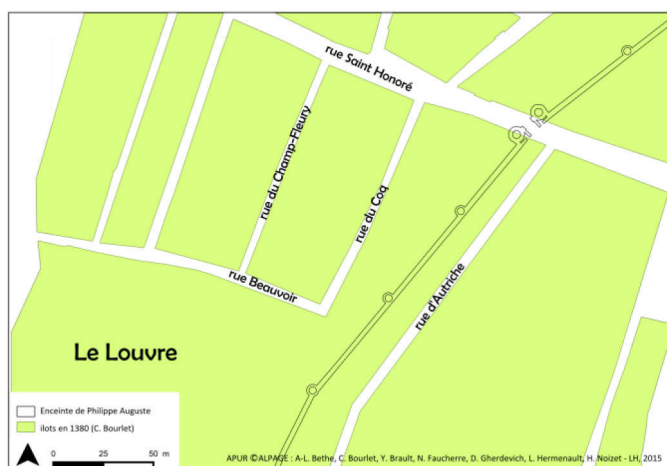 rue Saint Honoré
rue du Champ-Fleury
rue du Coq
rue Beauvoir
rue d'Autriche
Le Louvre
Enceinte de Philippe Auguste
ilots en 1380 (C. Bourlet)
0 25 50 m
APUR ©ALPAGE : A-L. Bethe, C. Bourlet, Y. Brault, N. Faucherre, D. Gherdevich, L. Hermenault, H. Noizet - LH, 2015